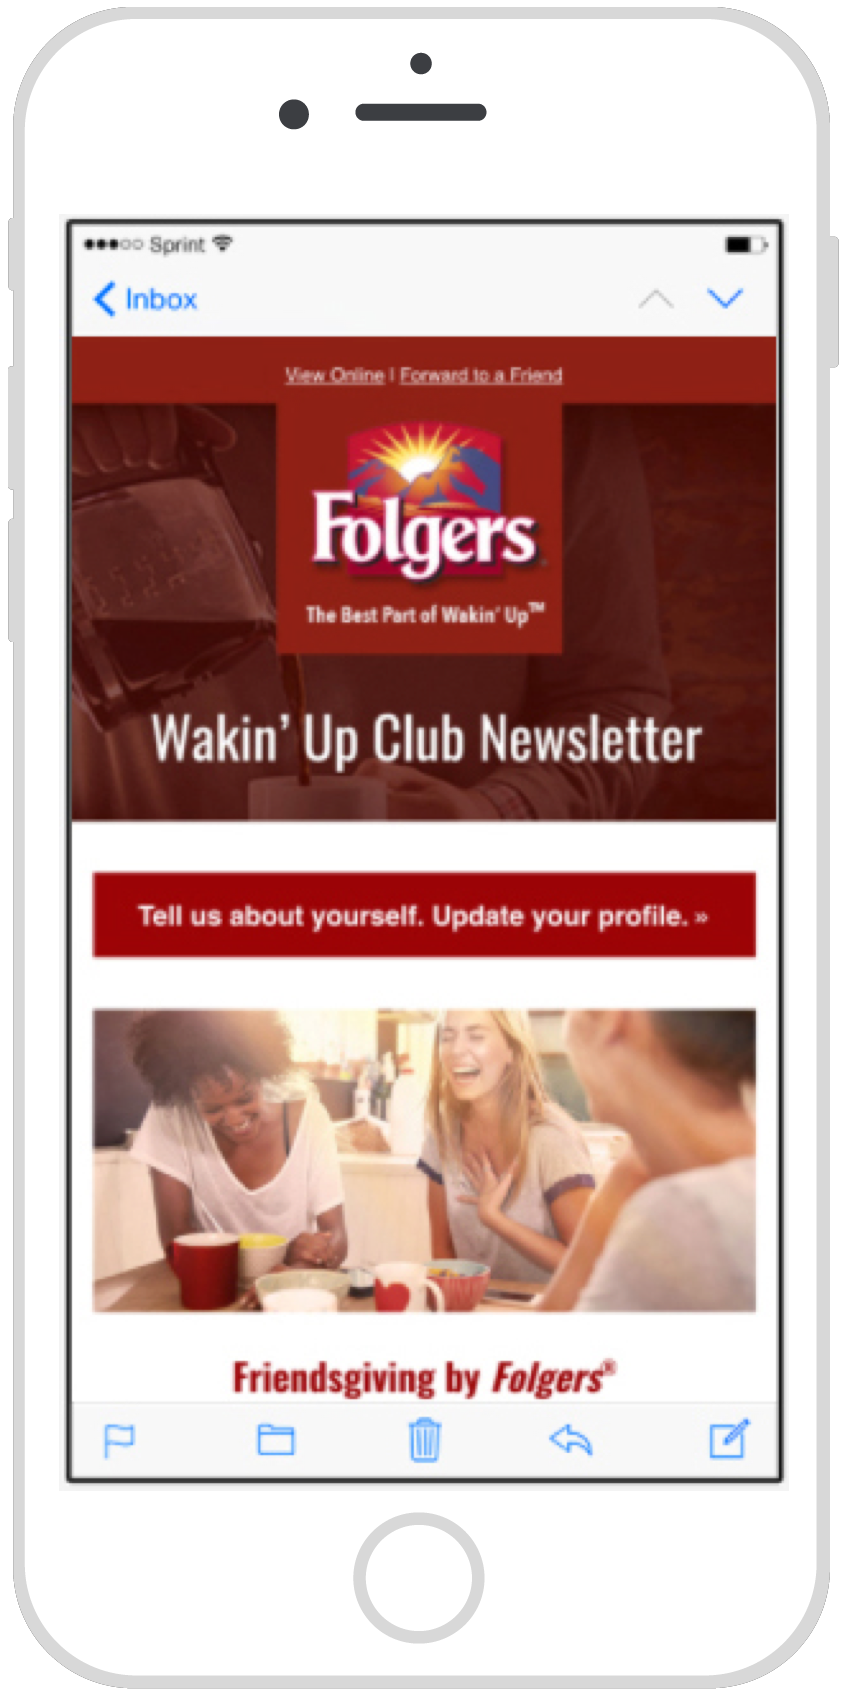 Sprint
Inbox
View Online | Forward to a Friend
Folgers
The Best Part of Wakin' Up™
Wakin' Up Club Newsletter
Tell us about yourself. Update your profile. »
Friendsgiving by Folgers®